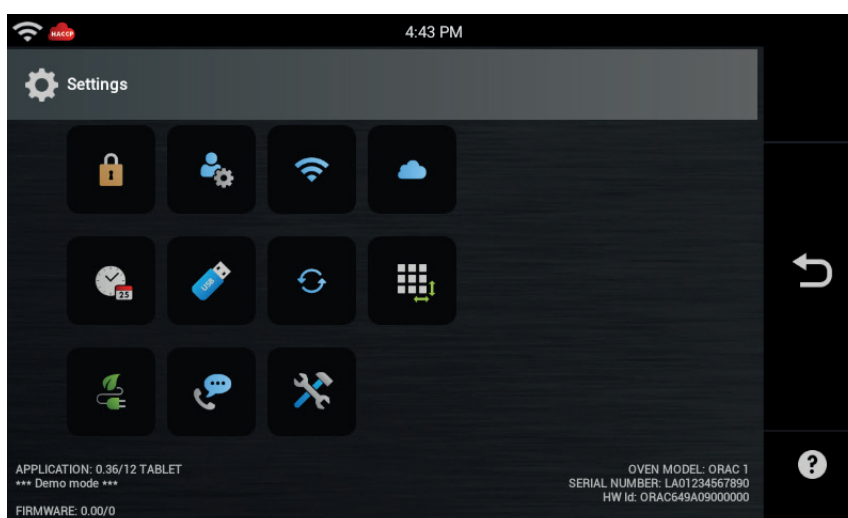 HACCP
4:43 PM
Settings
25
USB
APPLICATION: 0.36/12 TABLET
*** Demo mode ***
FIRMWARE: 0.00/0
OVEN MODEL: ORAC 1
SERIAL NUMBER: LA01234567890
HW Id: ORAC649A09000000
?